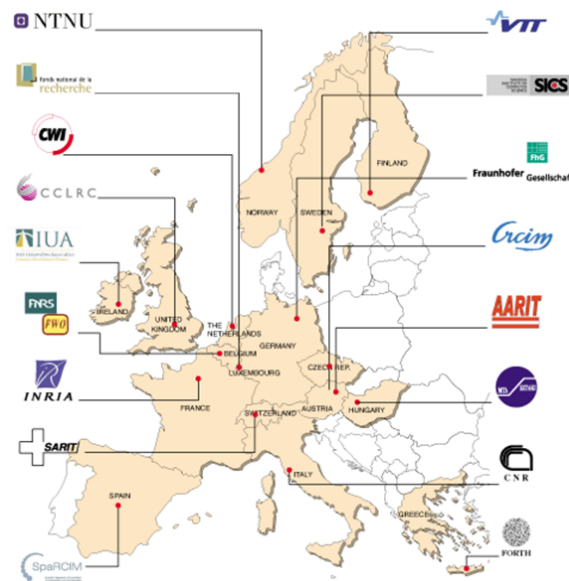 NTNU
fonds national de la
recherche
CWI
CCLRC
IUA
FNRS
FWO
INRIA
SARIT
SpaRCIM
VTT
SICS
FhG
Fraunhofer Gesellschaft
Crcim
AARIT
CNR
FORTH
NORWAY
SWEDEN
FINLAND
IRELAND
UNITED
KINGDOM
THE
NETHERLANDS
BELGIUM
LUXEMBOURG
GERMANY
CZECH REP.
FRANCE
SWITZERLAND
AUSTRIA
HUNGARY
ITALY
SPAIN
GREECE